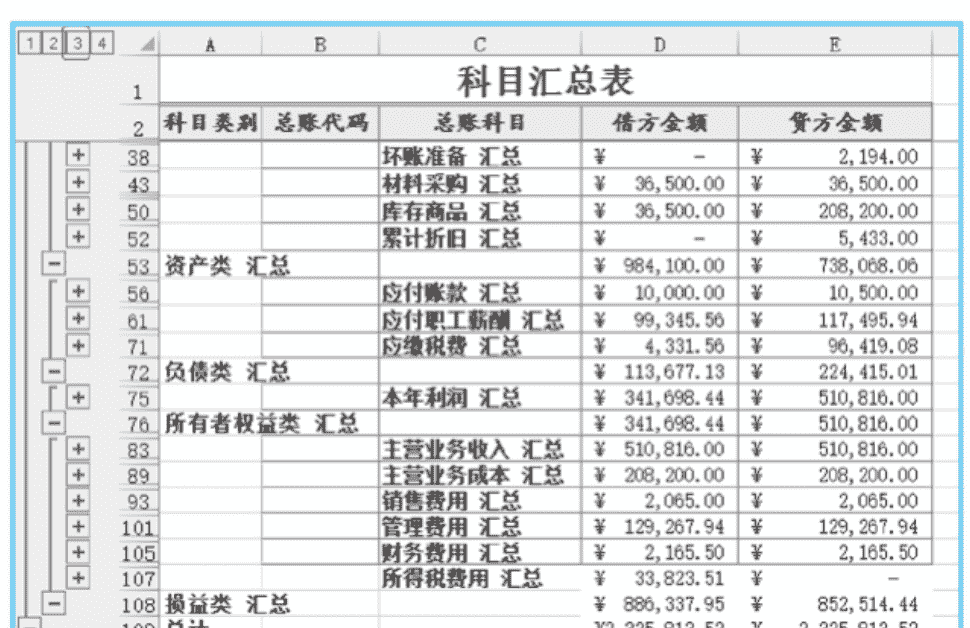 1 2 3 4 A B C D E
1 科目汇总表
2 科目类别 总账代码 总账科目 借方金额 贷方金额
38 坏账准备 汇总 ¥ - ¥ 2,194.00
43 材料采购 汇总 ¥ 36,500.00 ¥ 36,500.00
50 库存商品 汇总 ¥ 36,500.00 ¥ 208,200.00
52 累计折旧 汇总 ¥ - ¥ 5,433.00
53 资产类 汇总 ¥ 984,100.00 ¥ 738,068.06
56 应付账款 汇总 ¥ 10,000.00 ¥ 10,500.00
61 应付职工薪酬 汇总 ¥ 99,345.56 ¥ 117,495.94
71 应缴税费 汇总 ¥ 4,331.56 ¥ 96,419.08
72 负债类 汇总 ¥ 113,677.13 ¥ 224,415.01
75 本年利润 汇总 ¥ 341,698.44 ¥ 510,816.00
76 所有者权益类 汇总 ¥ 341,698.44 ¥ 510,816.00
83 主营业务收入 汇总 ¥ 510,816.00 ¥ 510,816.00
89 主营业务成本 汇总 ¥ 208,200.00 ¥ 208,200.00
93 销售费用 汇总 ¥ 2,065.00 ¥ 2,065.00
101 管理费用 汇总 ¥ 129,267.94 ¥ 129,267.94
105 财务费用 汇总 ¥ 2,165.50 ¥ 2,165.50
107 所得税费用 汇总 ¥ 33,823.51 ¥ -
108 损益类 汇总 ¥ 886,337.95 ¥ 852,514.44